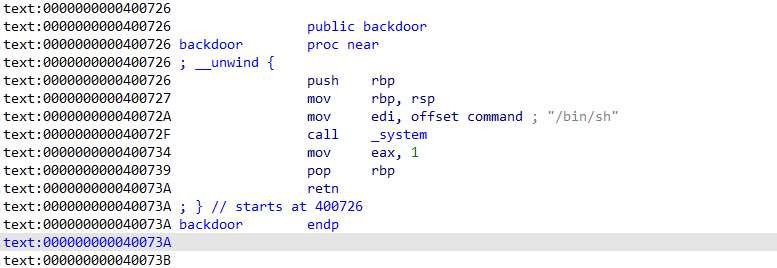 .text:0000000000400726
.text:0000000000400726 public backdoor
.text:0000000000400726 backdoor proc near
.text:0000000000400726 ; __unwind {
.text:0000000000400726 push rbp
.text:0000000000400727 mov rbp, rsp
.text:000000000040072A mov edi, offset command ; "/bin/sh"
.text:000000000040072F call _system
.text:0000000000400734 mov eax, 1
.text:0000000000400739 pop rbp
.text:000000000040073A retn
.text:000000000040073A ; } // starts at 400726
.text:000000000040073A backdoor endp
.text:000000000040073A
.text:000000000040073B